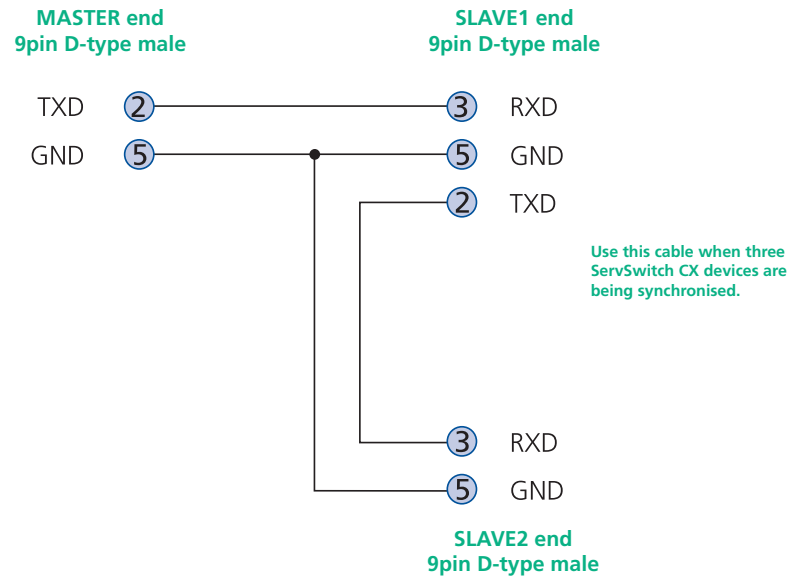 MASTER end
9pin D-type male
SLAVE1 end
9pin D-type male
TXD 2 3 RXD
GND 5 5 GND
2 TXD
Use this cable when three
ServSwitch CX devices are
being synchronised.
3 RXD
5 GND
SLAVE2 end
9pin D-type male